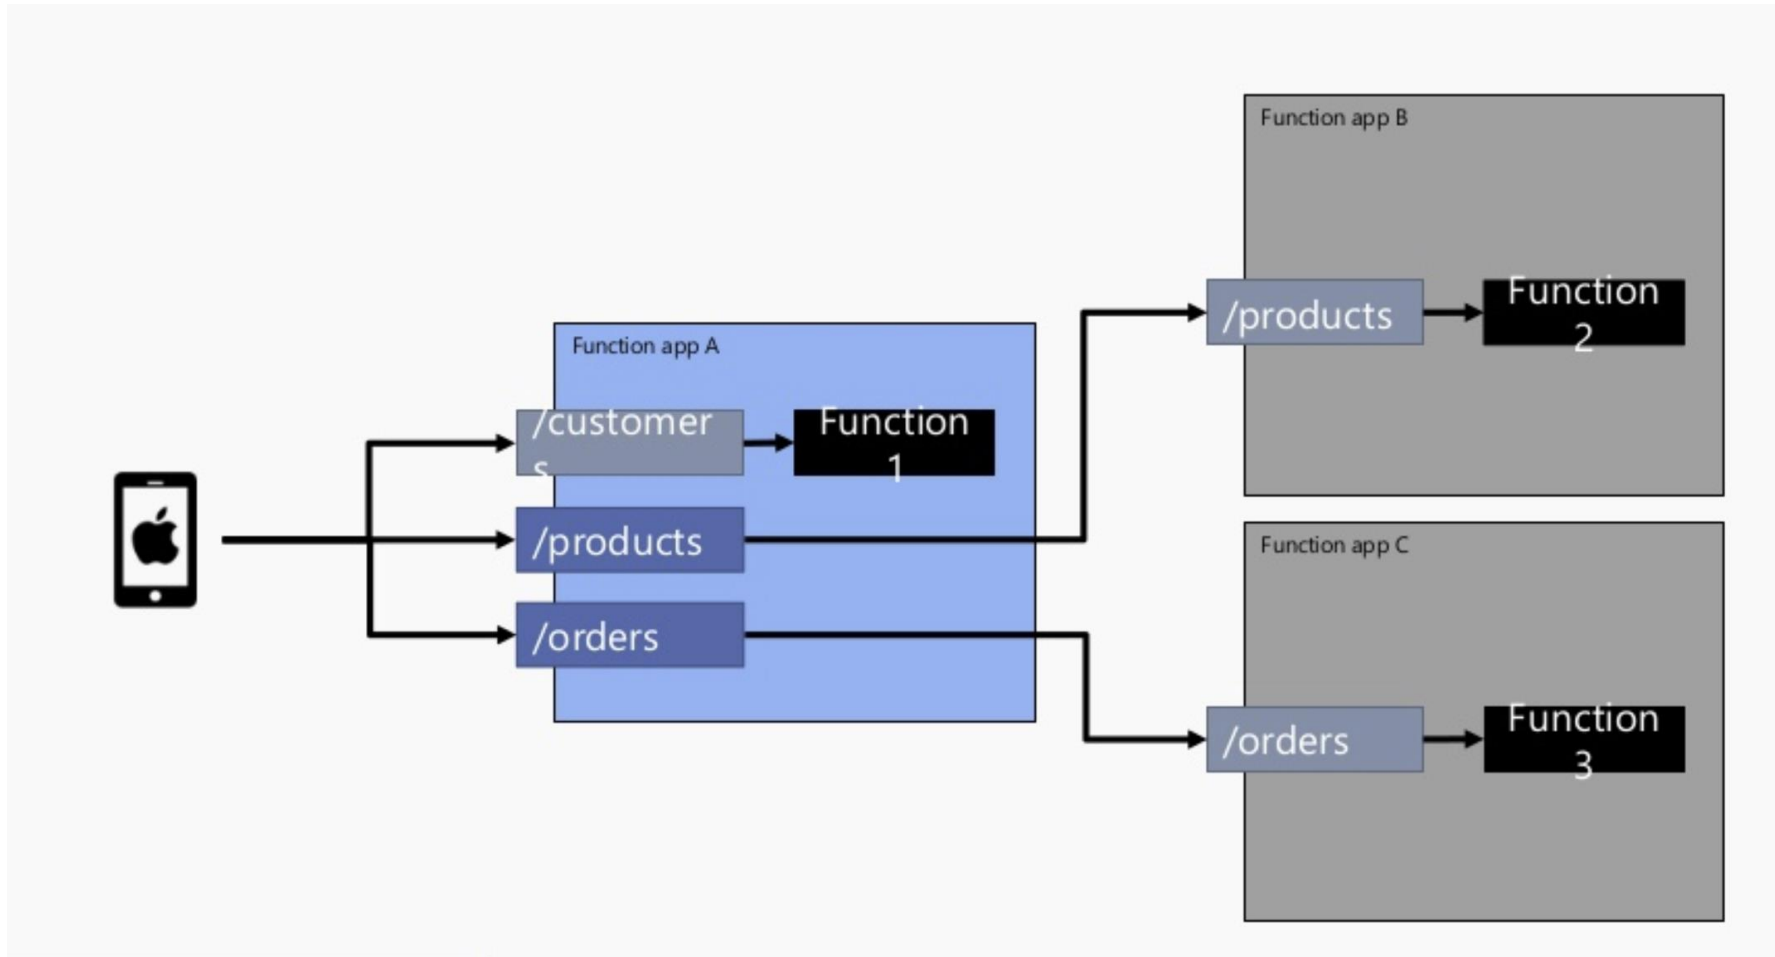 Function app A
/customer
s
Function
1
/products
/orders
Function app B
/products
Function
2
Function app C
/orders
Function
3